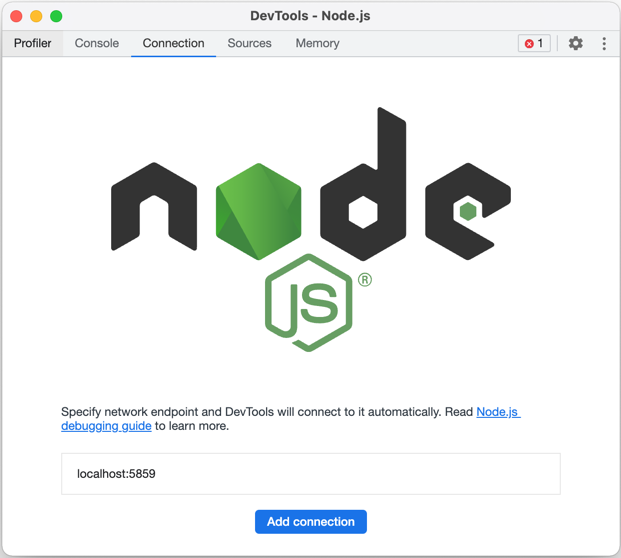 DevTools - Node.js
Profiler Console Connection Sources Memory 1
node
JS®
Specify network endpoint and DevTools will connect to it automatically. Read Node.js
debugging guide to learn more.
localhost:5859
Add connection